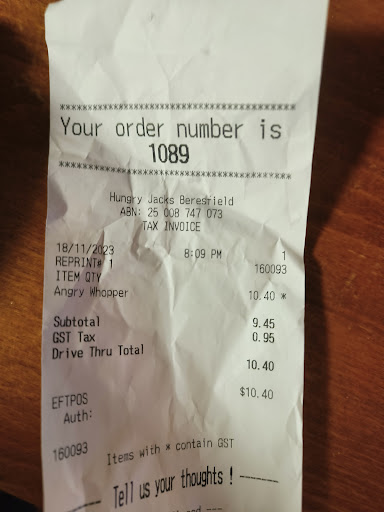 ****************************************
Your order number is
1089
****************************************
Hungry Jacks Beresfield
ABN: 25 008 747 073
TAX INVOICE
18/11/2023 8:09 PM 1
REPRINT# 1 160093
ITEM QTY
Angry Whopper 10.40 *
Subtotal 9.45
GST Tax 0.95
Drive Thru Total 10.40
EFTPOS $10.40
Auth:
160093 Items with * contain GST
---- Tell us your thoughts ! ------